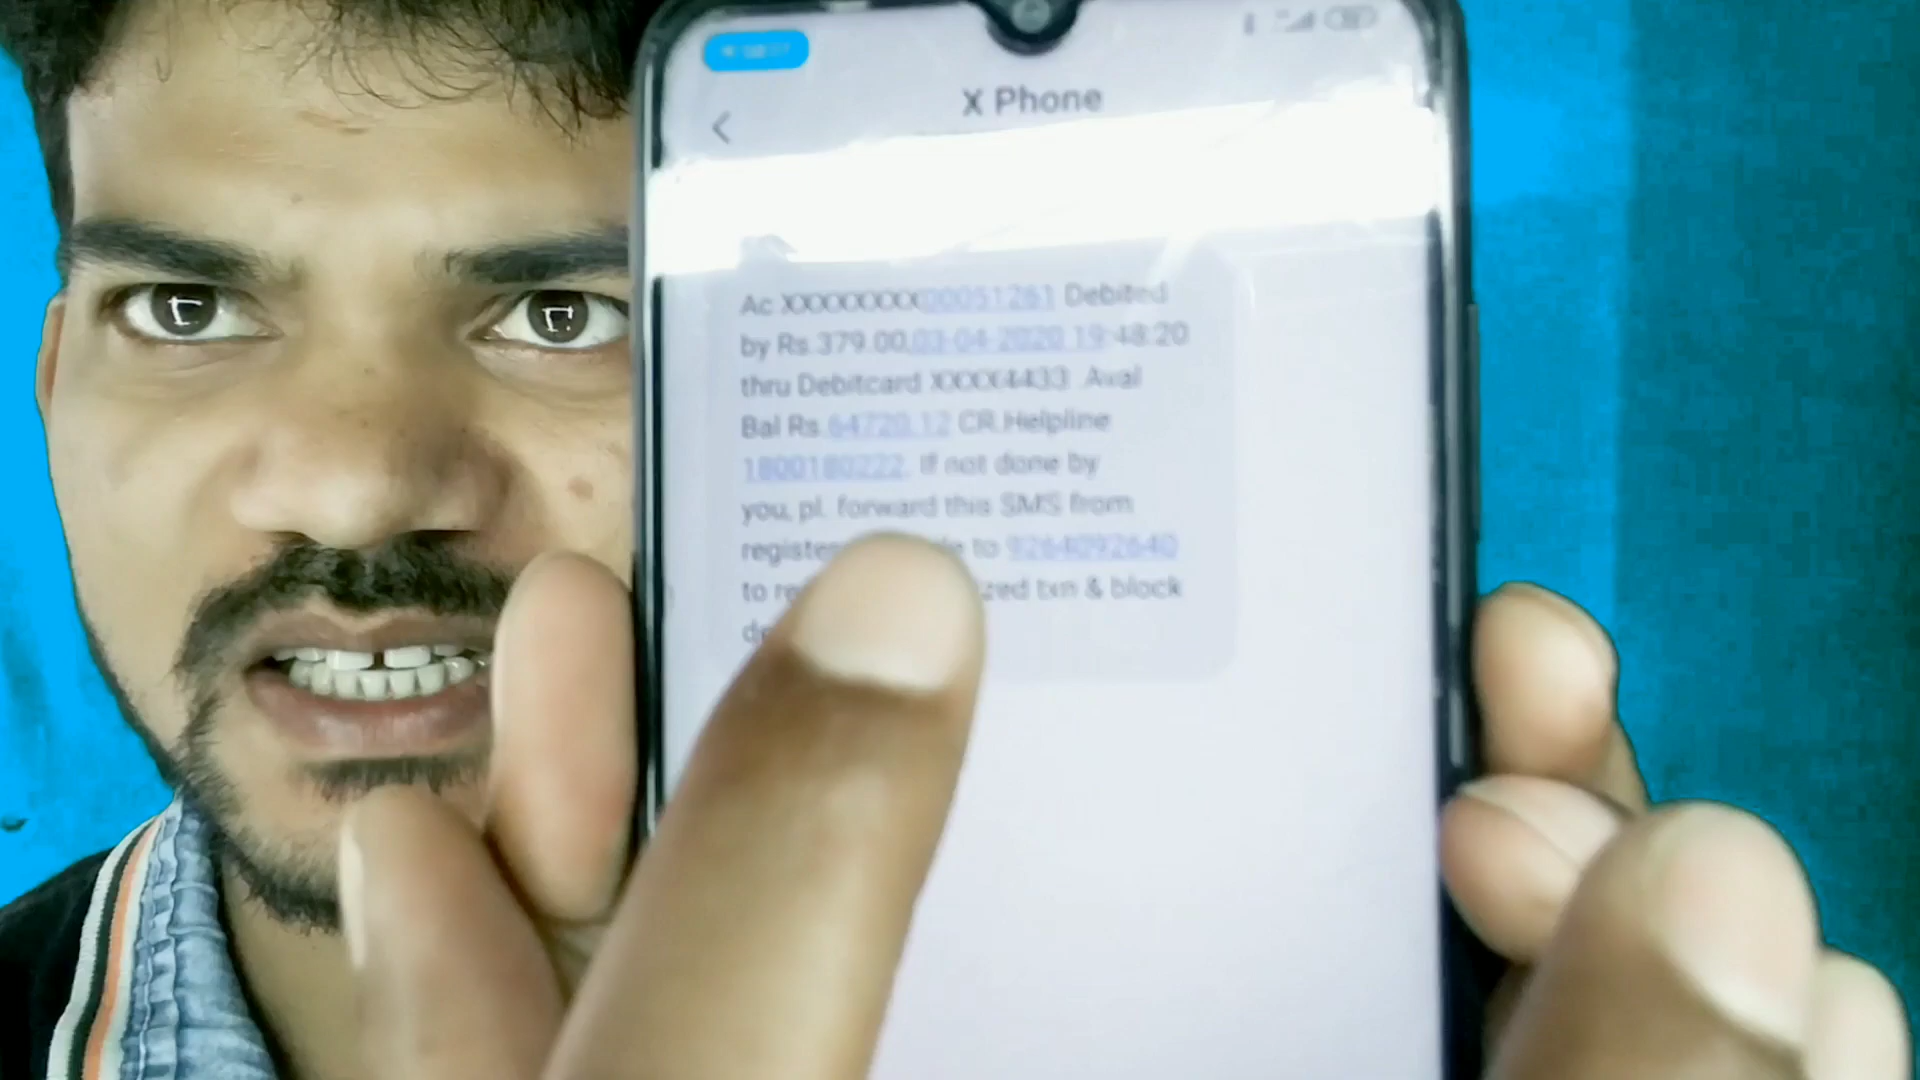 X Phone
Ac XXXXXXXXX00051261 Debited
by Rs.379.00,03-04-2020 19:48:20
thru Debitcard XXXX4433 .Aval
Bal Rs.64720.12 CR.Helpline
1800180222. If not done by
you, pl. forward this SMS from
to 9264092640
to txn & block